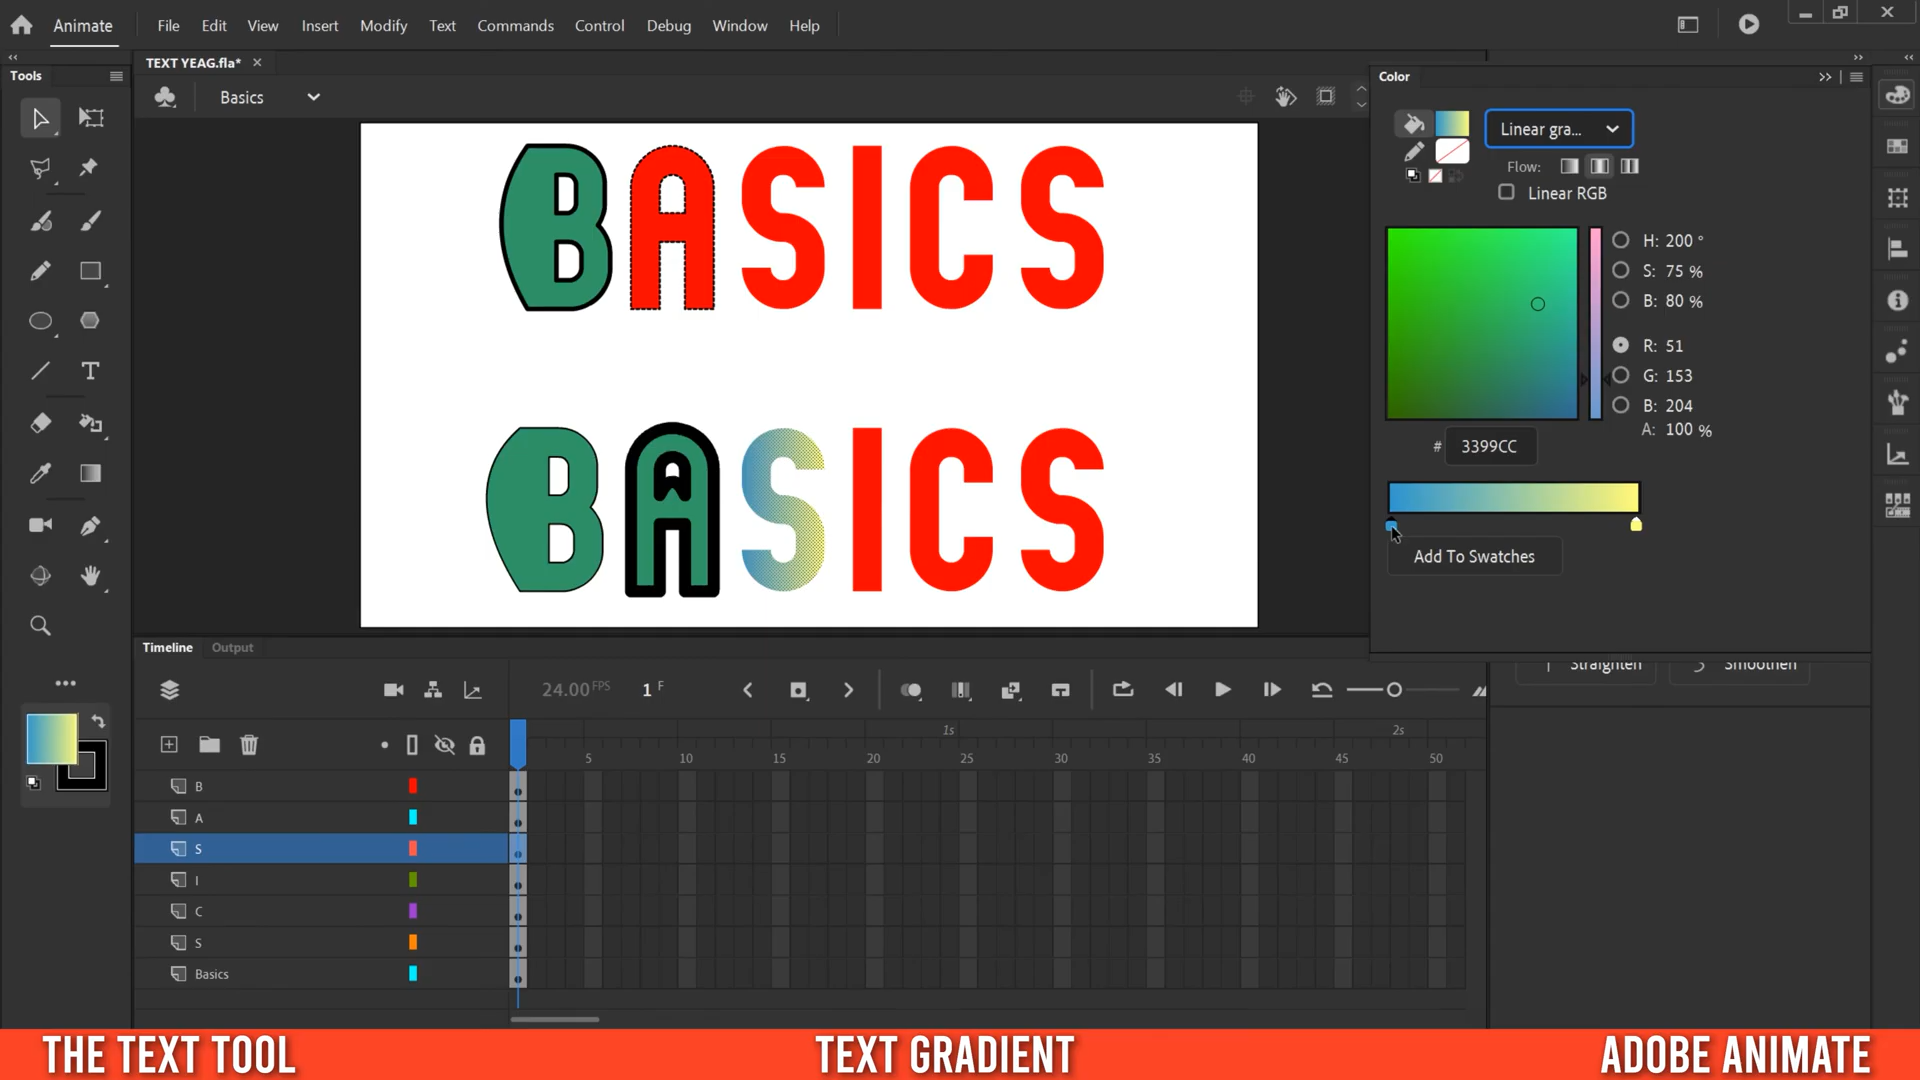 Animate File Edit View Insert Modify Text Commands Control Debug Window Help
Tools
TEXT YEAG.fla*
Color
Basics
Linear gra...
Flow:
Linear RGB
BASICS
H: 200 °
S: 75 %
B: 80 %
R: 51
G: 153
B: 204
A: 100 %
# 3399CC
BASICS
Add To Swatches
Straighten Smoothen
Timeline Output
24.00 FPS 1 F
1s 2s
5 10 15 20 25 30 35 40 45 50
B
A
S
I
C
S
Basics
THE TEXT TOOL TEXT GRADIENT ADOBE ANIMATE